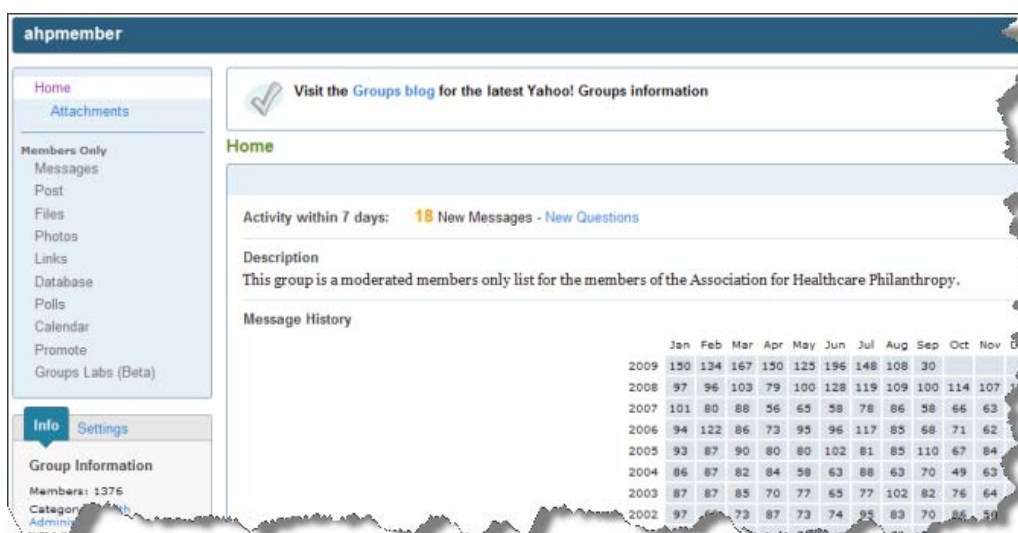 ahpmember
Home
Attachments
Members Only
Messages
Post
Files
Photos
Links
Database
Polls
Calendar
Promote
Groups Labs (Beta)
Info Settings
Group Information
Members: 1376
Visit the Groups blog for the latest Yahoo! Groups information
Home
Activity within 7 days: 18 New Messages - New Questions
Description
This group is a moderated members only list for the members of the Association for Healthcare Philanthropy.
Message History
Jan Feb Mar Apr May Jun Jul Aug Sep Oct Nov
2009 150 134 167 150 125 196 148 108 30
2008 97 96 103 79 100 128 119 109 100 114 107
2007 101 80 88 56 65 58 78 86 58 66 63
2006 94 122 86 73 95 96 117 85 68 71 62
2005 93 87 90 80 80 102 81 85 110 67 84
2004 86 87 82 84 58 63 88 63 70 49 63
2003 87 87 85 70 77 65 77 102 82 76 64
2002 97 73 87 73 74 95 83 70 86